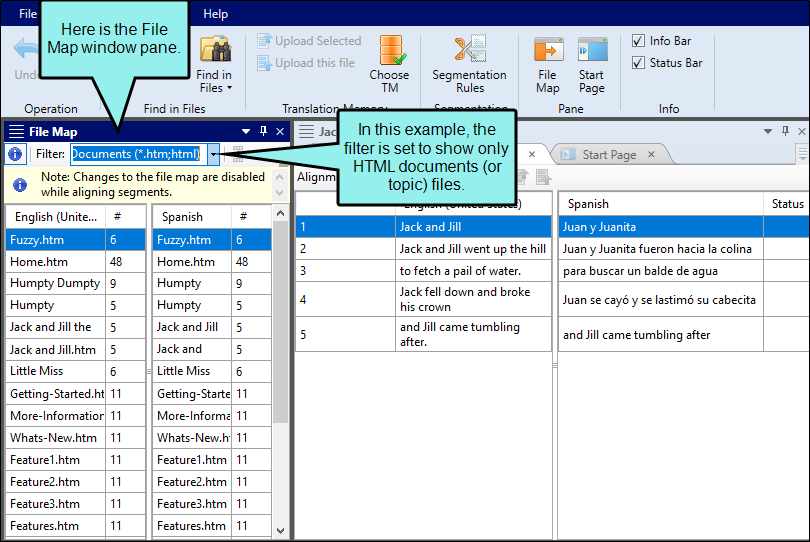 File
Help
Here is the File
Map window pane.
Undo
Find in
Files
Upload Selected
Upload this file
Choose
TM
Segmentation
Rules
File
Map
Start
Page
Info Bar
Status Bar
Operation
Find in Files
Translation Memory
Segmentation
Pane
Info
File Map
Filter: Documents (*.htm;html)
Note: Changes to the file map are disabled
while aligning segments.
English (Unite... # Spanish #
Fuzzy.htm 6 Fuzzy.htm 6
Home.htm 48 Home.htm 48
Humpty Dumpty 9 Humpty 9
Humpty 5 Humpty 5
Jack and Jill the 5 Jack and Jill 5
Jack and Jill.htm 5 Jack and 5
Little Miss 6 Little Miss 6
Getting-Started.ht 11 Getting-Starte 11
More-Information 11 More-Informa 11
Whats-New.htm 11 Whats-New.h 11
Feature1.htm 11 Feature1.htm 11
Feature2.htm 11 Feature2.htm 11
Feature3.htm 11 Feature3.htm 11
Features.htm 11 Features.htm 11
In this example, the
filter is set to show only
HTML documents (or
topic) files.
Start Page
English (United States) Spanish Status
1 Jack and Jill Juan y Juanita
2 Jack and Jill went up the hill Juan y Juanita fueron hacia la colina
3 to fetch a pail of water. para buscar un balde de agua
4 Jack fell down and broke
his crown Juan se cayó y se lastimó su cabecita
5 and Jill came tumbling
after. and Jill came tumbling after